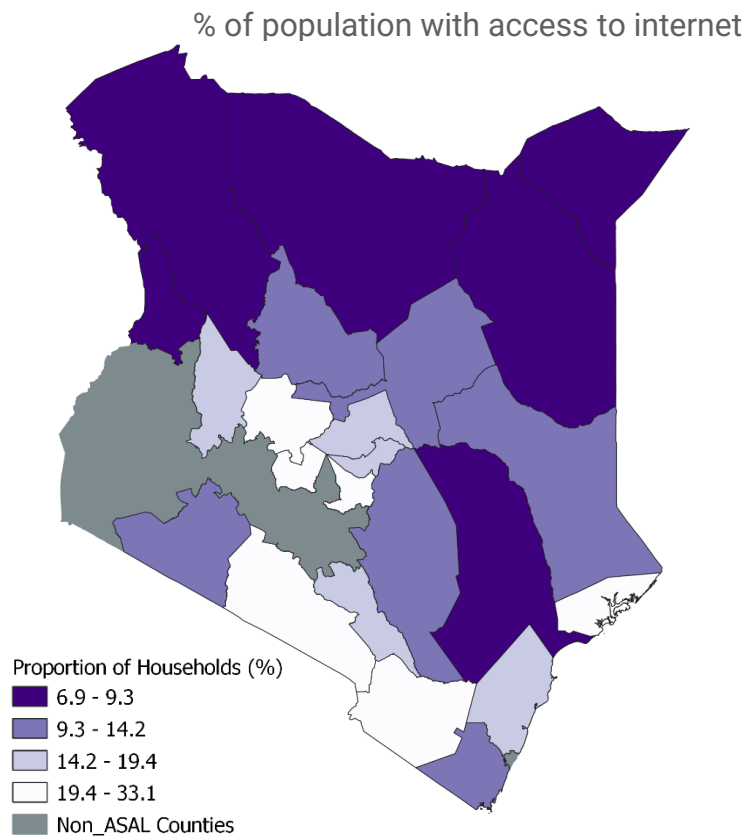 % of population with access to internet
Proportion of Households (%)
6.9 - 9.3
9.3 - 14.2
14.2 - 19.4
19.4 - 33.1
Non_ASAL Counties